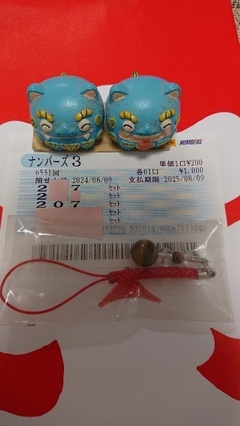 NUMBERS
ナンバーズ3 単価1口¥200
6531回 各01口 ¥1,000
抽せん日 2024/08/09 支払期限 2025/08/09
2 7 セット
セット
207 セット
セット
セット